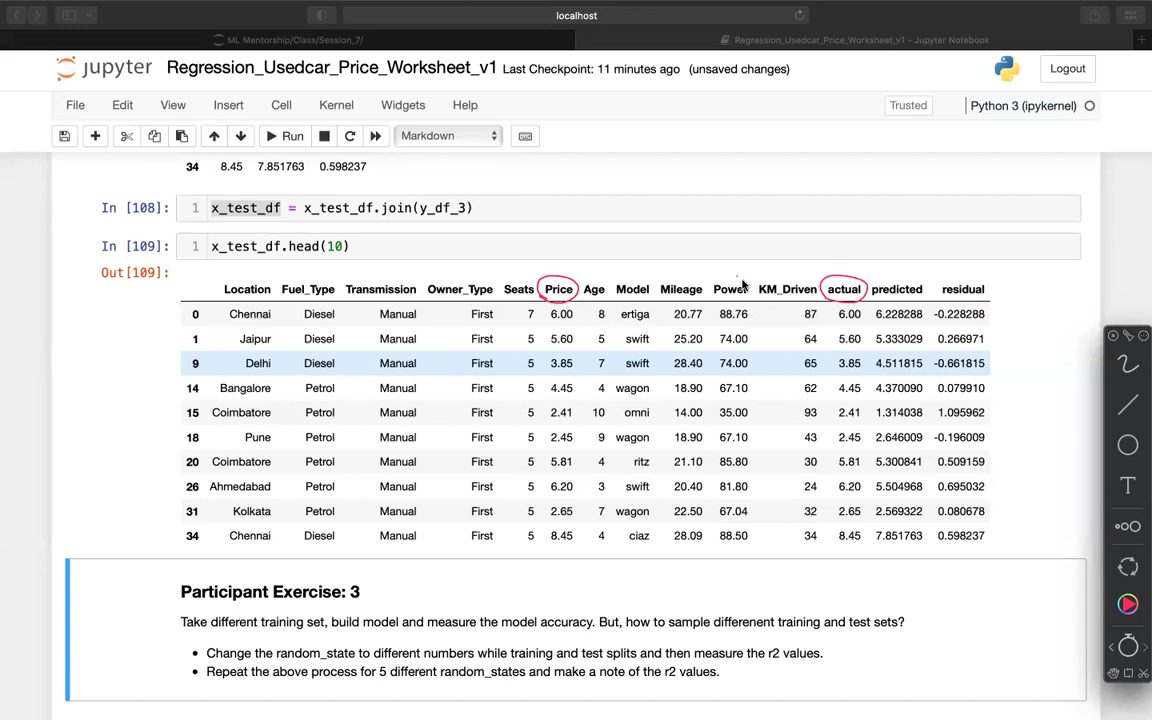 localhost
ML Mentorship/Class/Session_7/
Regression_Usedcar_Price_Worksheet_v1 - Jupyter Notebook
jupyter Regression_Usedcar_Price_Worksheet_v1 Last Checkpoint: 11 minutes ago (unsaved changes) Logout
File Edit View Insert Cell Kernel Widgets Help Trusted Python 3 (ipykernel)
Run Markdown
34 8.45 7.851763 0.598237
In [108]: 1 x_test_df = x_test_df.join(y_df_3)
In [109]: 1 x_test_df.head(10)
Out[109]:
Location Fuel_Type Transmission Owner_Type Seats Price Age Model Mileage Power KM_Driven actual predicted residual
0 Chennai Diesel Manual First 7 6.00 8 ertiga 20.77 88.76 87 6.00 6.228288 -0.228288
1 Jaipur Diesel Manual First 5 5.60 5 swift 25.20 74.00 64 5.60 5.333029 0.266971
9 Delhi Diesel Manual First 5 3.85 7 swift 28.40 74.00 65 3.85 4.511815 -0.661815
14 Bangalore Petrol Manual First 5 4.45 4 wagon 18.90 67.10 62 4.45 4.370090 0.079910
15 Coimbatore Petrol Manual First 5 2.41 10 omni 14.00 35.00 93 2.41 1.314038 1.095962
18 Pune Petrol Manual First 5 2.45 9 wagon 18.90 67.10 43 2.45 2.646009 -0.196009
20 Coimbatore Petrol Manual First 5 5.81 4 ritz 21.10 85.80 30 5.81 5.300841 0.509159
26 Ahmedabad Petrol Manual First 5 6.20 3 swift 20.40 81.80 24 6.20 5.504968 0.695032
31 Kolkata Petrol Manual First 5 2.65 7 wagon 22.50 67.04 32 2.65 2.569322 0.080678
34 Chennai Diesel Manual First 5 8.45 4 ciaz 28.09 88.50 34 8.45 7.851763 0.598237
Participant Exercise: 3
Take different training set, build model and measure the model accuracy. But, how to sample differenent training and test sets?
• Change the random_state to different numbers while training and test splits and then measure the r2 values.
• Repeat the above process for 5 different random_states and make a note of the r2 values.
T